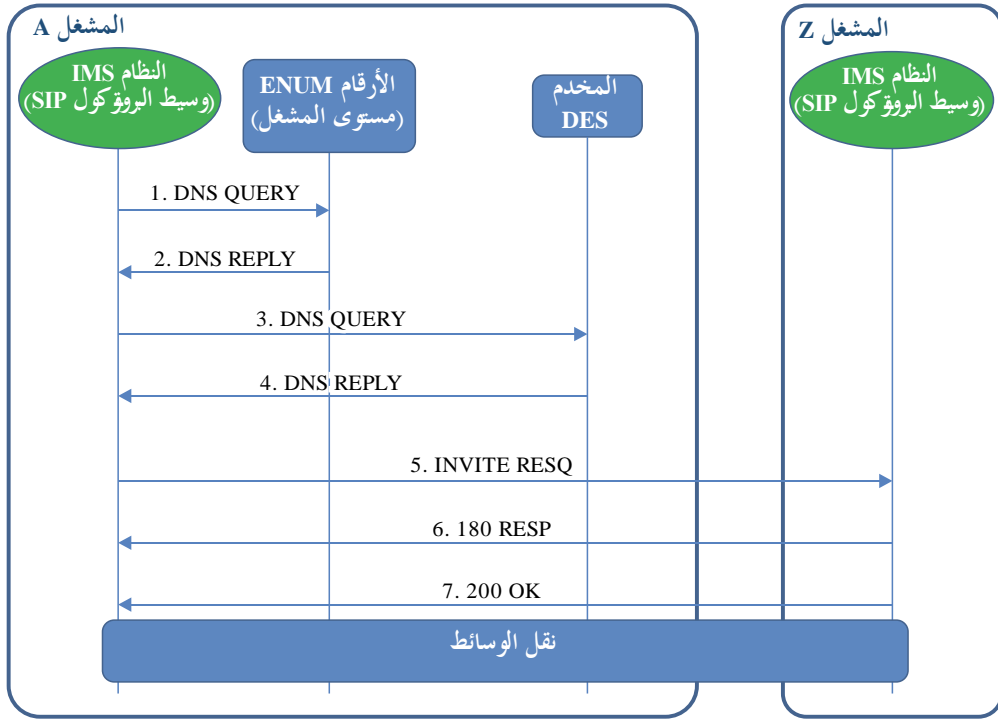 المشغل A
المشغل Z
النظام IMS
(وسيط البروتوكول SIP)
الأرقام ENUM
(مستوى المشغل)
المخدم
DES
النظام IMS
(وسيط البروتوكول SIP)
1. DNS QUERY
2. DNS REPLY
3. DNS QUERY
4. DNS REPLY
5. INVITE RESQ
6. 180 RESP
7. 200 OK
نقل الوسائط